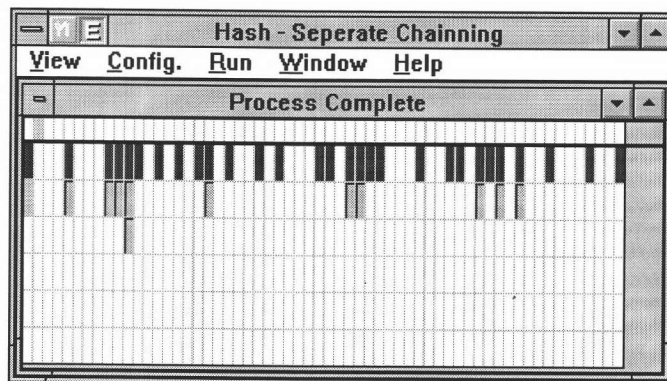 M E Hash - Seperate Chainning
View Config. Run Window Help
Process Complete